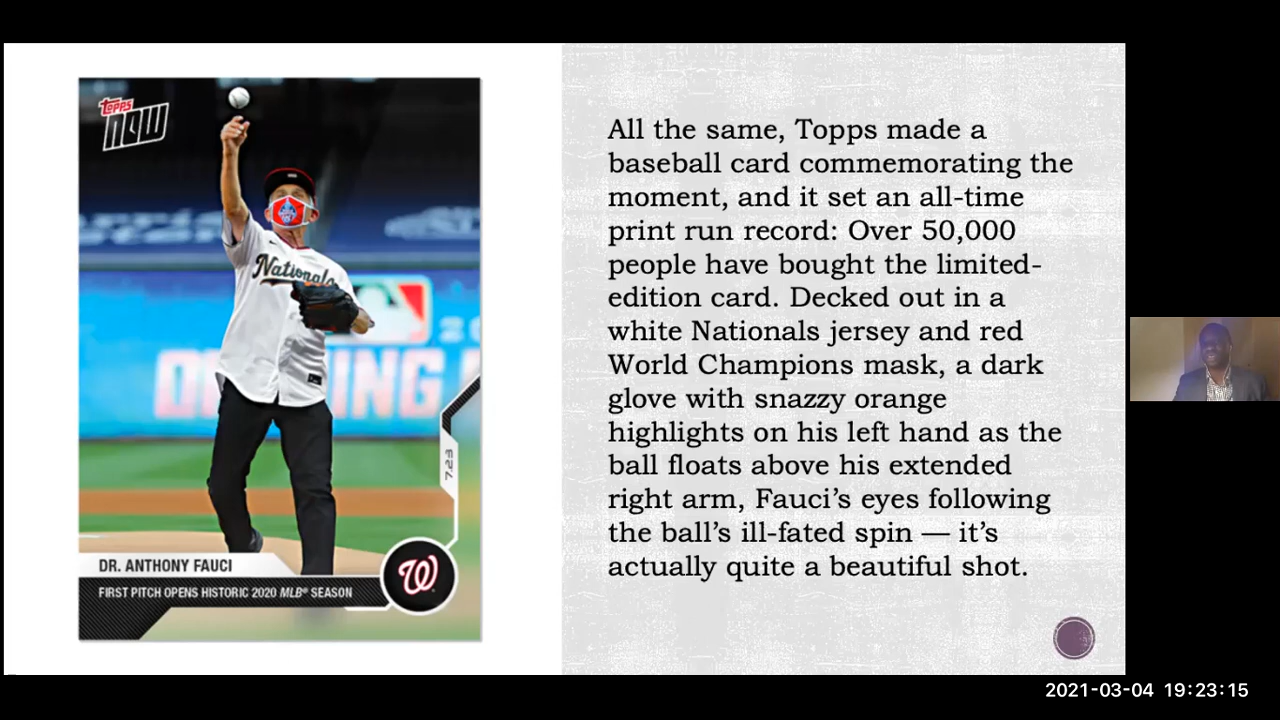 TOPPS
NOW
Nationals
20
OPENING
7.23
DR. ANTHONY FAUCI
W
FIRST PITCH OPENS HISTORIC 2020 MLB® SEASON
All the same, Topps made a
baseball card commemorating the
moment, and it set an all-time
print run record: Over 50,000
people have bought the limited-
edition card. Decked out in a
white Nationals jersey and red
World Champions mask, a dark
glove with snazzy orange
highlights on his left hand as the
ball floats above his extended
right arm, Fauci’s eyes following
the ball’s ill-fated spin — it’s
actually quite a beautiful shot.
2021-03-04 19:23:15